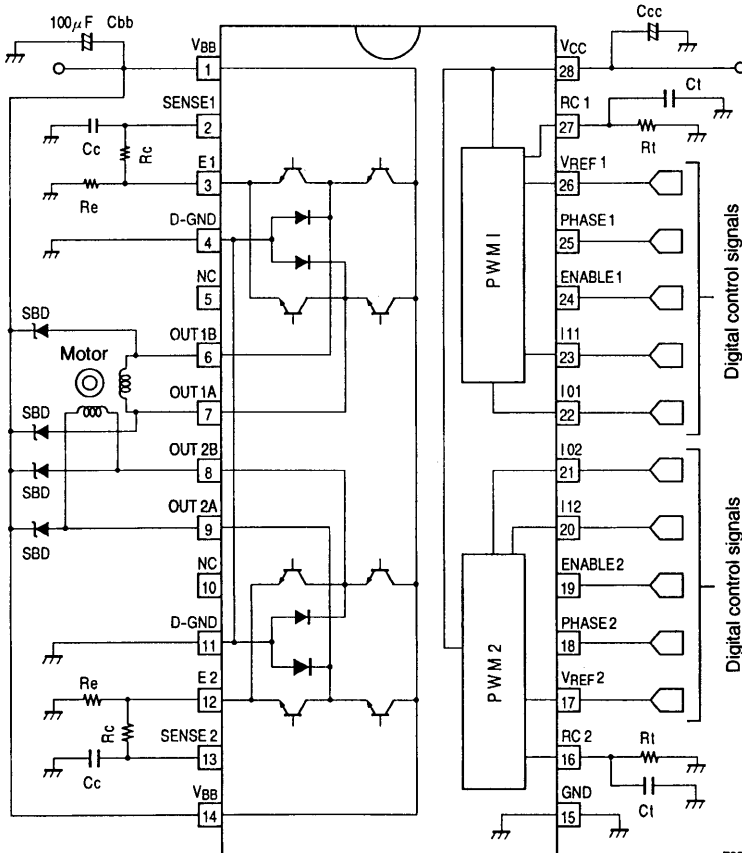 100μF Cbb
VBB
1
SENSE1
2
Cc
Rc
E1
3
Re
D-GND
4
NC
5
SBD
OUT1B
6
Motor
OUT1A
7
SBD
OUT2B
8
SBD
OUT2A
9
SBD
NC
10
D-GND
11
Re
E2
12
Rc
SENSE2
13
Cc
VBB
14
PWM1
PWM2
Ccc
VCC
28
Ct
RC1
27
Rt
VREF1
26
PHASE1
25
ENABLE1
24
I11
23
I01
22
Digital control signals
I02
21
I12
20
ENABLE2
19
PHASE2
18
VREF2
17
Digital control signals
RC2
16
Rt
Ct
GND
15